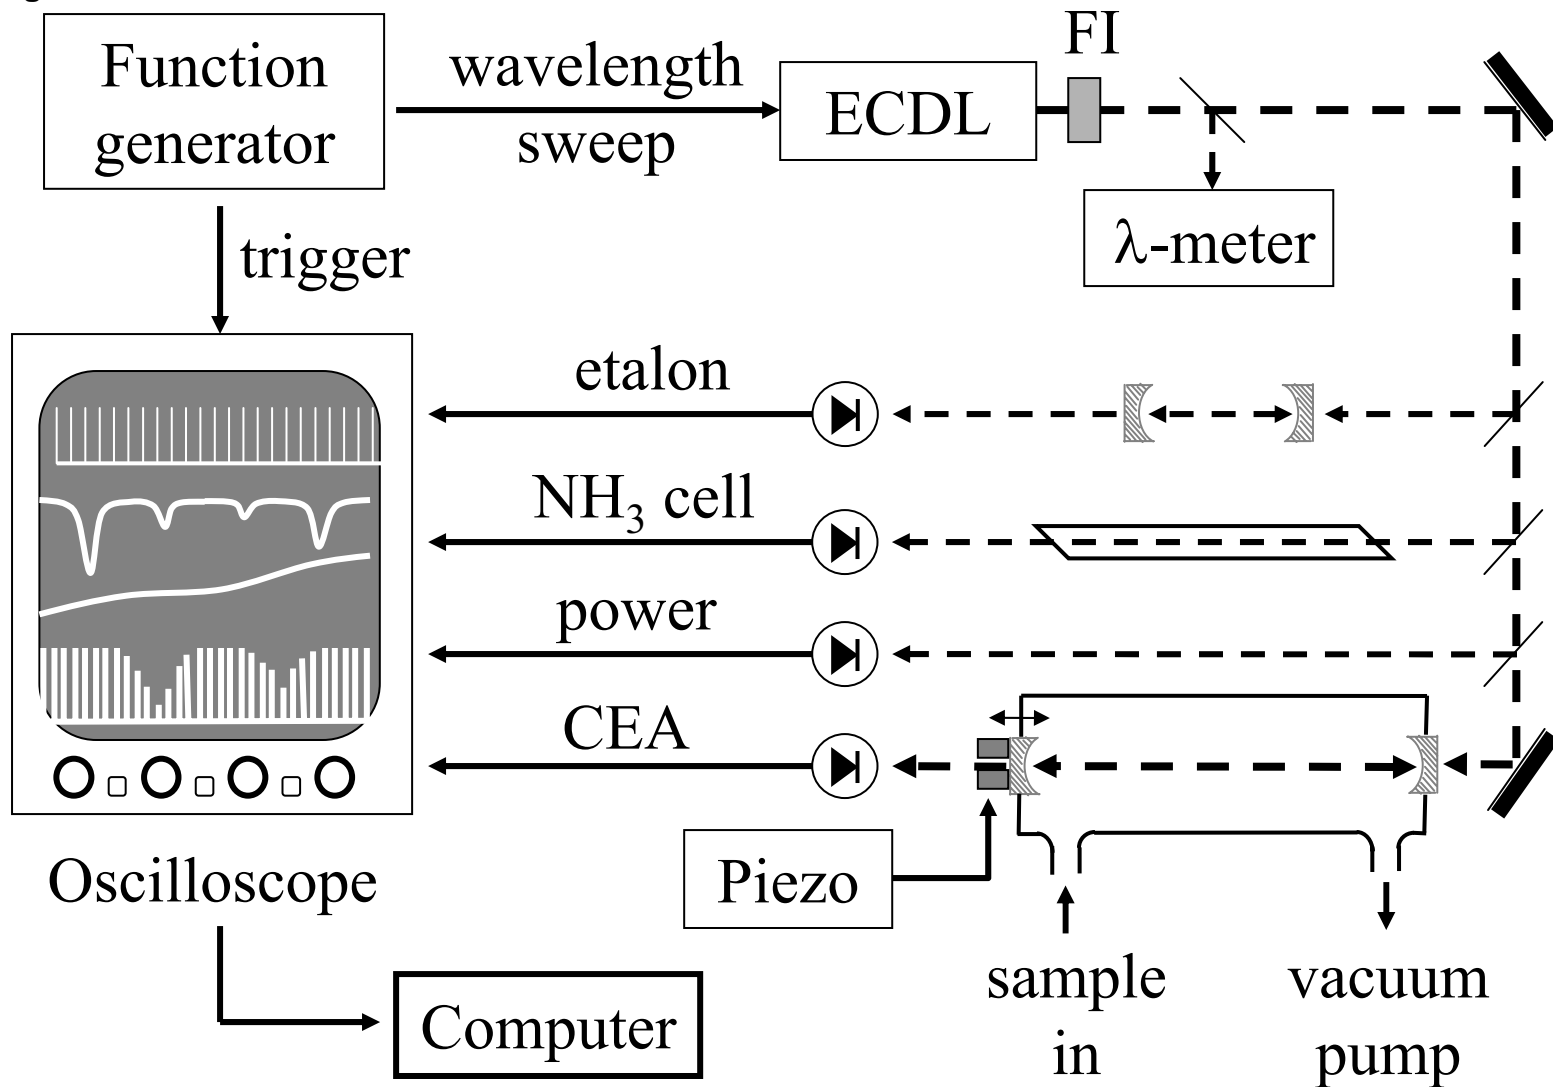 Function
generator
wavelength
sweep
ECDL
FI
λ-meter
trigger
etalon
NH₃ cell
power
CEA
Piezo
Oscilloscope
Computer
sample
in
vacuum
pump